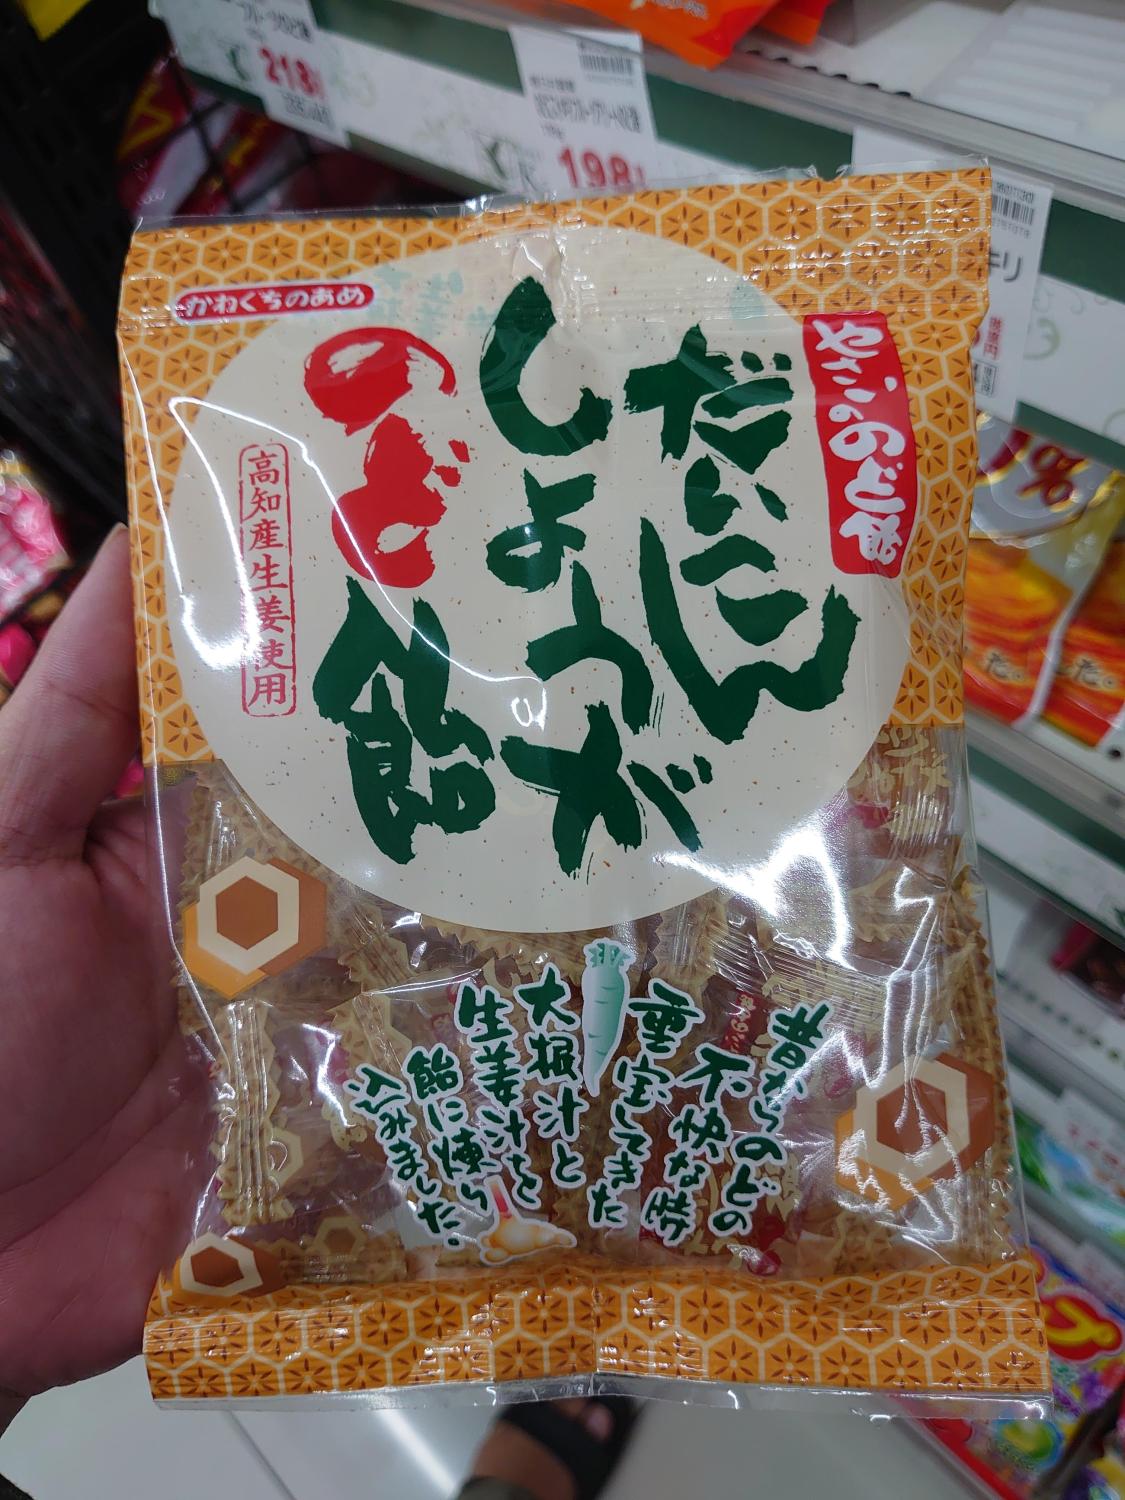 218
198
かわくちのあめ
やさいのど飴
だいこん
しょうが
のど飴
高知産生姜使用
昔からのどの
不快な時
重宝してきた
大根汁と
生姜汁を
飴に煉り
込みました。